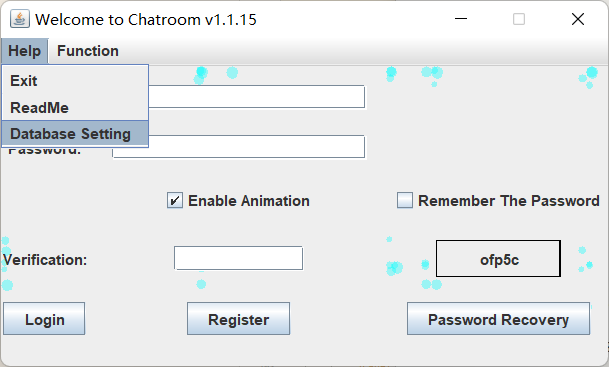 Welcome to Chatroom v1.1.15
Help Function
Exit
ReadMe
Database Setting
Password:
Enable Animation Remember The Password
Verification: ofp5c
Login Register Password Recovery